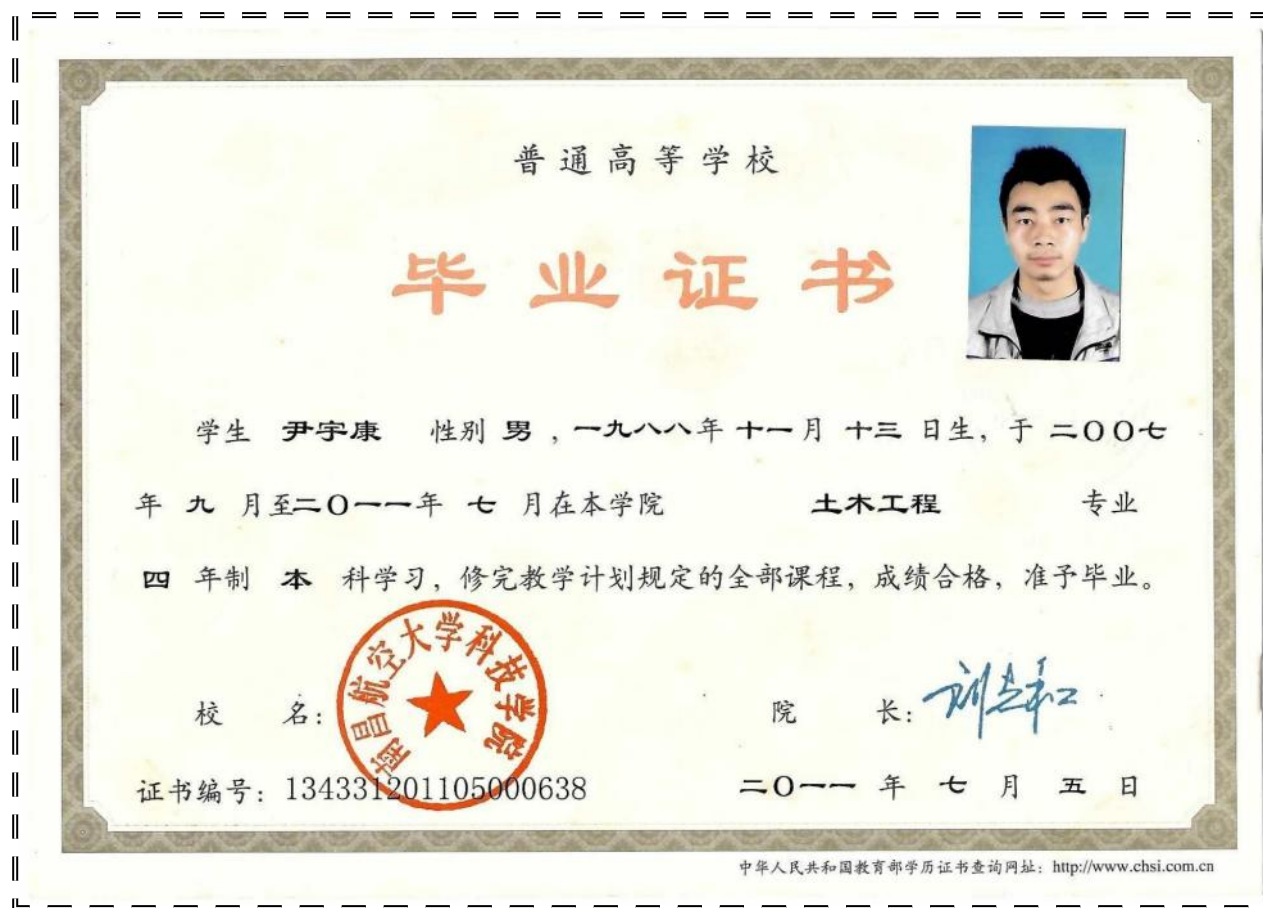 普通高等学校
毕业证书
学生 尹宇康 性别 男，一九八八年 十一月 十三 日生，于 二〇〇七
年 九 月至二〇一一年 七 月在本学院 土木工程 专业
四 年制 本 科学习，修完教学计划规定的全部课程，成绩合格，准予毕业。
南昌航空大学科技学院
校 名： 院 长：
证书编号：134331201105000638 二〇一一 年 七 月 五 日
中华人民共和国教育部学历证书查询网址：http://www.chsi.com.cn